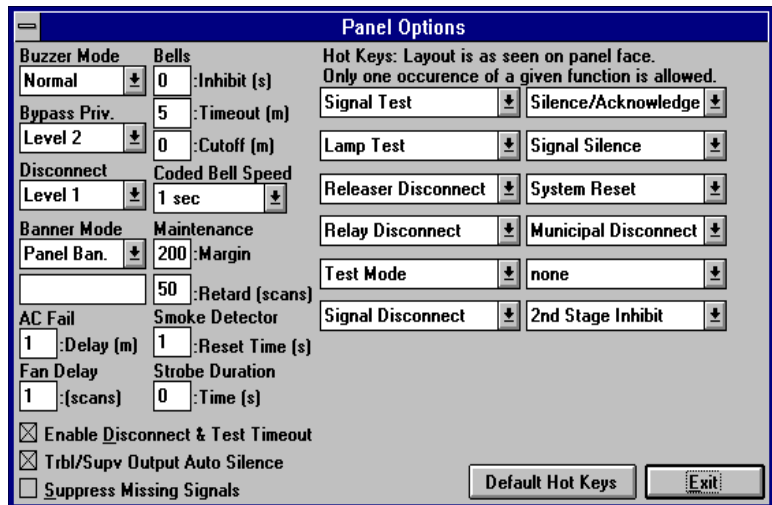 Panel Options
Buzzer Mode
Normal
Bypass Priv.
Level 2
Disconnect
Level 1
Banner Mode
Panel Ban.
AC Fail
1 :Delay (m)
Fan Delay
1 :(scans)
Bells
0 :Inhibit (s)
5 :Timeout (m)
0 :Cutoff (m)
Coded Bell Speed
1 sec
Maintenance
200 :Margin
50 :Retard (scans)
Smoke Detector
1 :Reset Time (s)
Strobe Duration
0 :Time (s)
Enable Disconnect & Test Timeout
Trbl/Supv Output Auto Silence
Suppress Missing Signals
Hot Keys: Layout is as seen on panel face.
Only one occurence of a given function is allowed.
Signal Test Silence/Acknowledge
Lamp Test Signal Silence
Releaser Disconnect System Reset
Relay Disconnect Municipal Disconnect
Test Mode none
Signal Disconnect 2nd Stage Inhibit
Default Hot Keys Exit